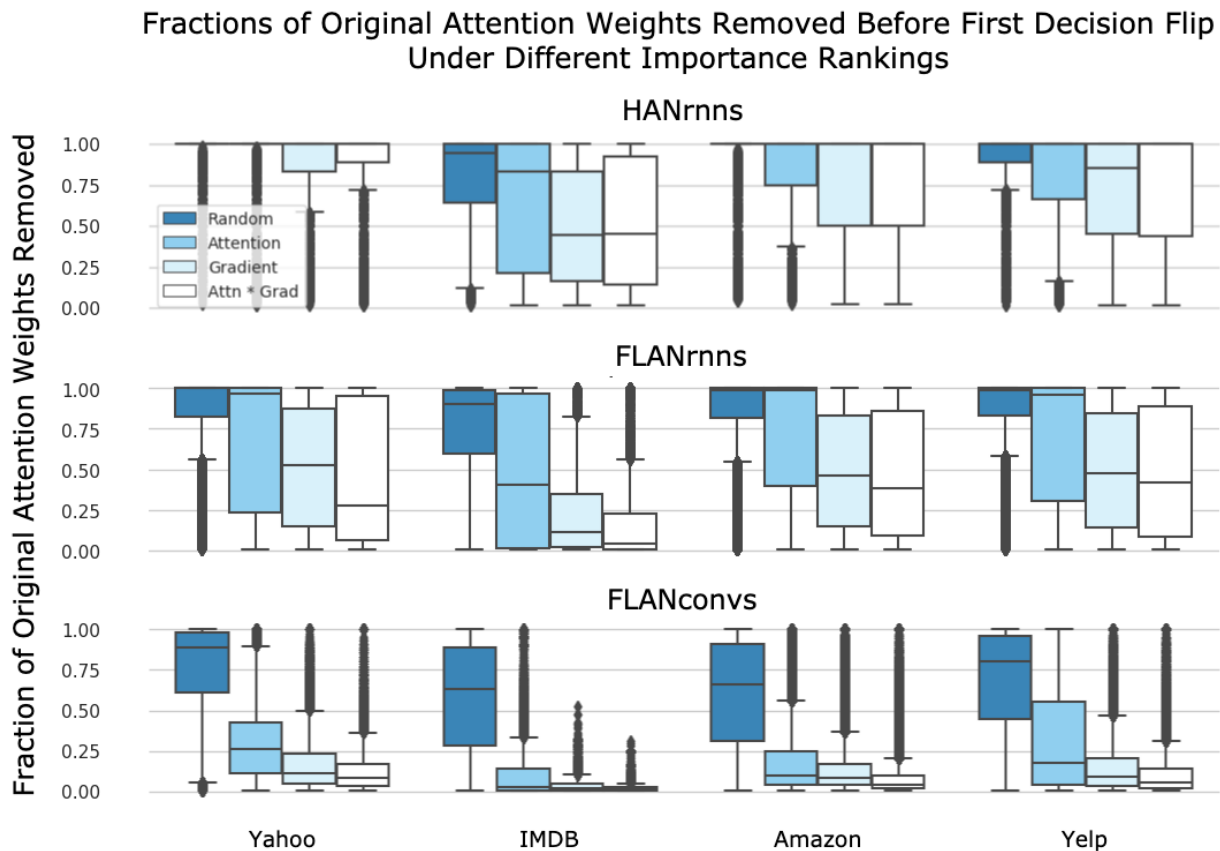 Fractions of Original Attention Weights Removed Before First Decision Flip
Under Different Importance Rankings
Fraction of Original Attention Weights Removed
HANrnns
1.00
0.75
0.50
0.25
0.00
Random
Attention
Gradient
Attn * Grad
FLANrnns
1.00
0.75
0.50
0.25
0.00
FLANconvs
1.00
0.75
0.50
0.25
0.00
Yahoo
IMDB
Amazon
Yelp